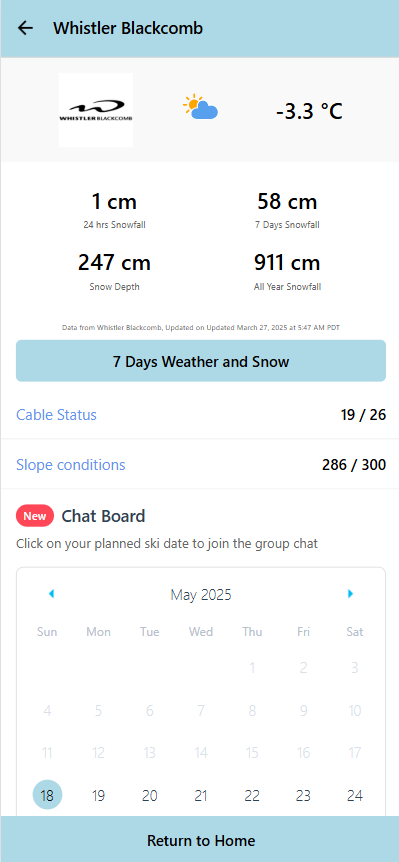 Whistler Blackcomb
WHISTLER BLACKCOMB
-3.3 °C
1 cm
58 cm
24 hrs Snowfall
7 Days Snowfall
247 cm
911 cm
Snow Depth
All Year Snowfall
Data from Whistler Blackcomb, Updated on Updated March 27, 2025 at 5:47 AM PDT
7 Days Weather and Snow
Cable Status 19 / 26
Slope conditions 286 / 300
New Chat Board
Click on your planned ski date to join the group chat
May 2025
Sun Mon Tue Wed Thu Fri Sat
1 2 3
4 5 6 7 8 9 10
11 12 13 14 15 16 17
18 19 20 21 22 23 24
Return to Home